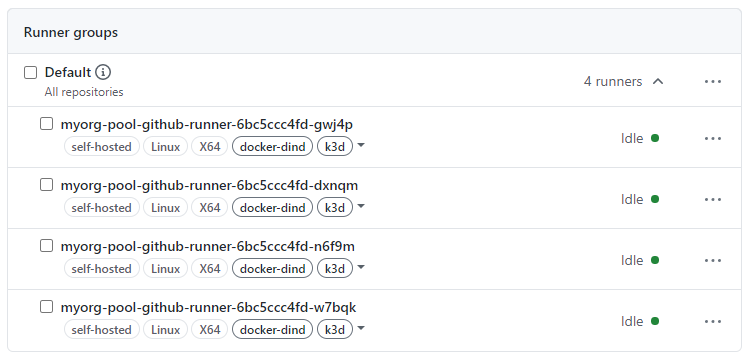 Runner groups
Default
4 runners
All repositories
myorg-pool-github-runner-6bc5ccc4fd-gwj4p
self-hosted Linux X64 docker-dind k3d
Idle
myorg-pool-github-runner-6bc5ccc4fd-dxnqm
self-hosted Linux X64 docker-dind k3d
Idle
myorg-pool-github-runner-6bc5ccc4fd-n6f9m
self-hosted Linux X64 docker-dind k3d
Idle
myorg-pool-github-runner-6bc5ccc4fd-w7bqk
self-hosted Linux X64 docker-dind k3d
Idle